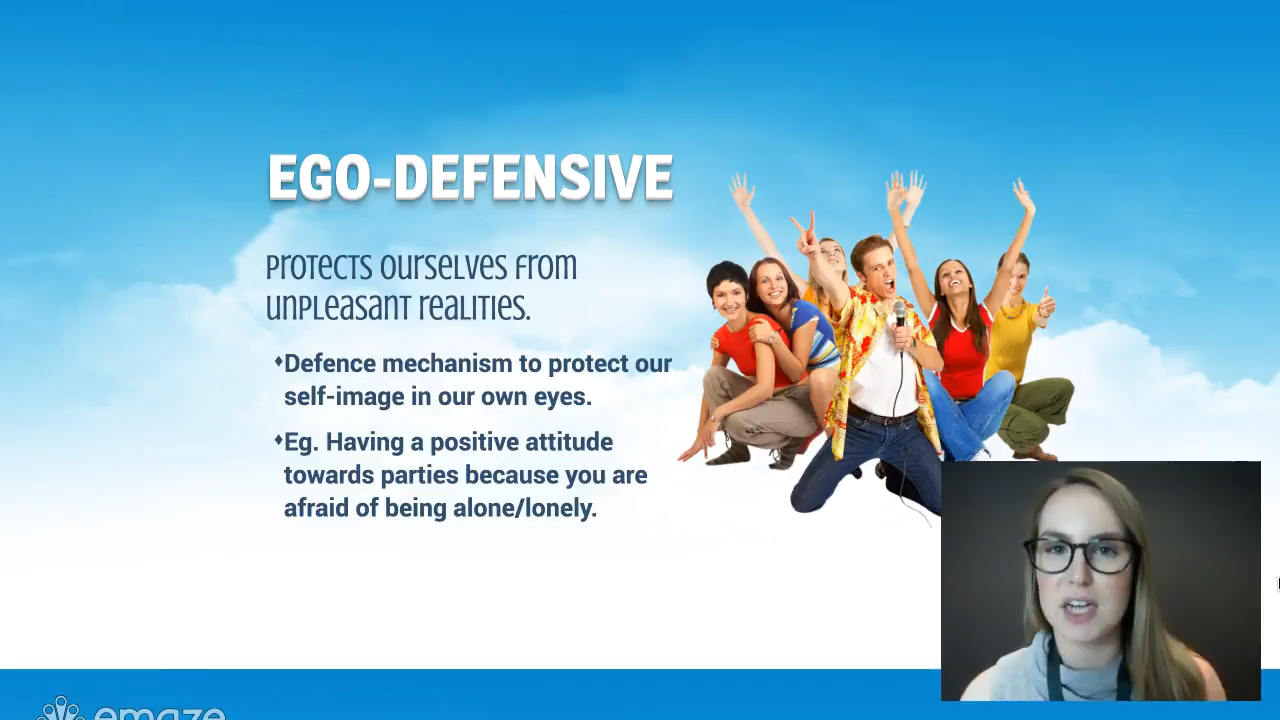 EGO-DEFENSIVE
Protects ourselves from
unpleasant realities.
♦Defence mechanism to protect our
self-image in our own eyes.
♦Eg. Having a positive attitude
towards parties because you are
afraid of being alone/lonely.
emaze